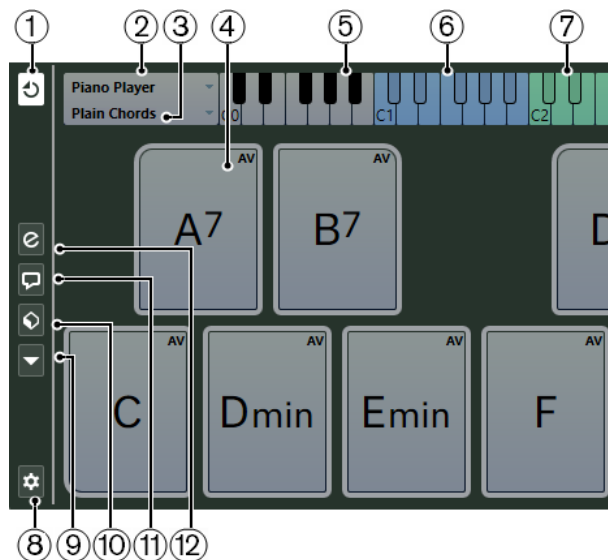 1 2 3 4 5 6 7
Piano Player
Plain Chords
C0 C1 C2
AV AV
A7 B7 D
AV AV AV AV
C Dmin Emin F
8 9 10 11 12